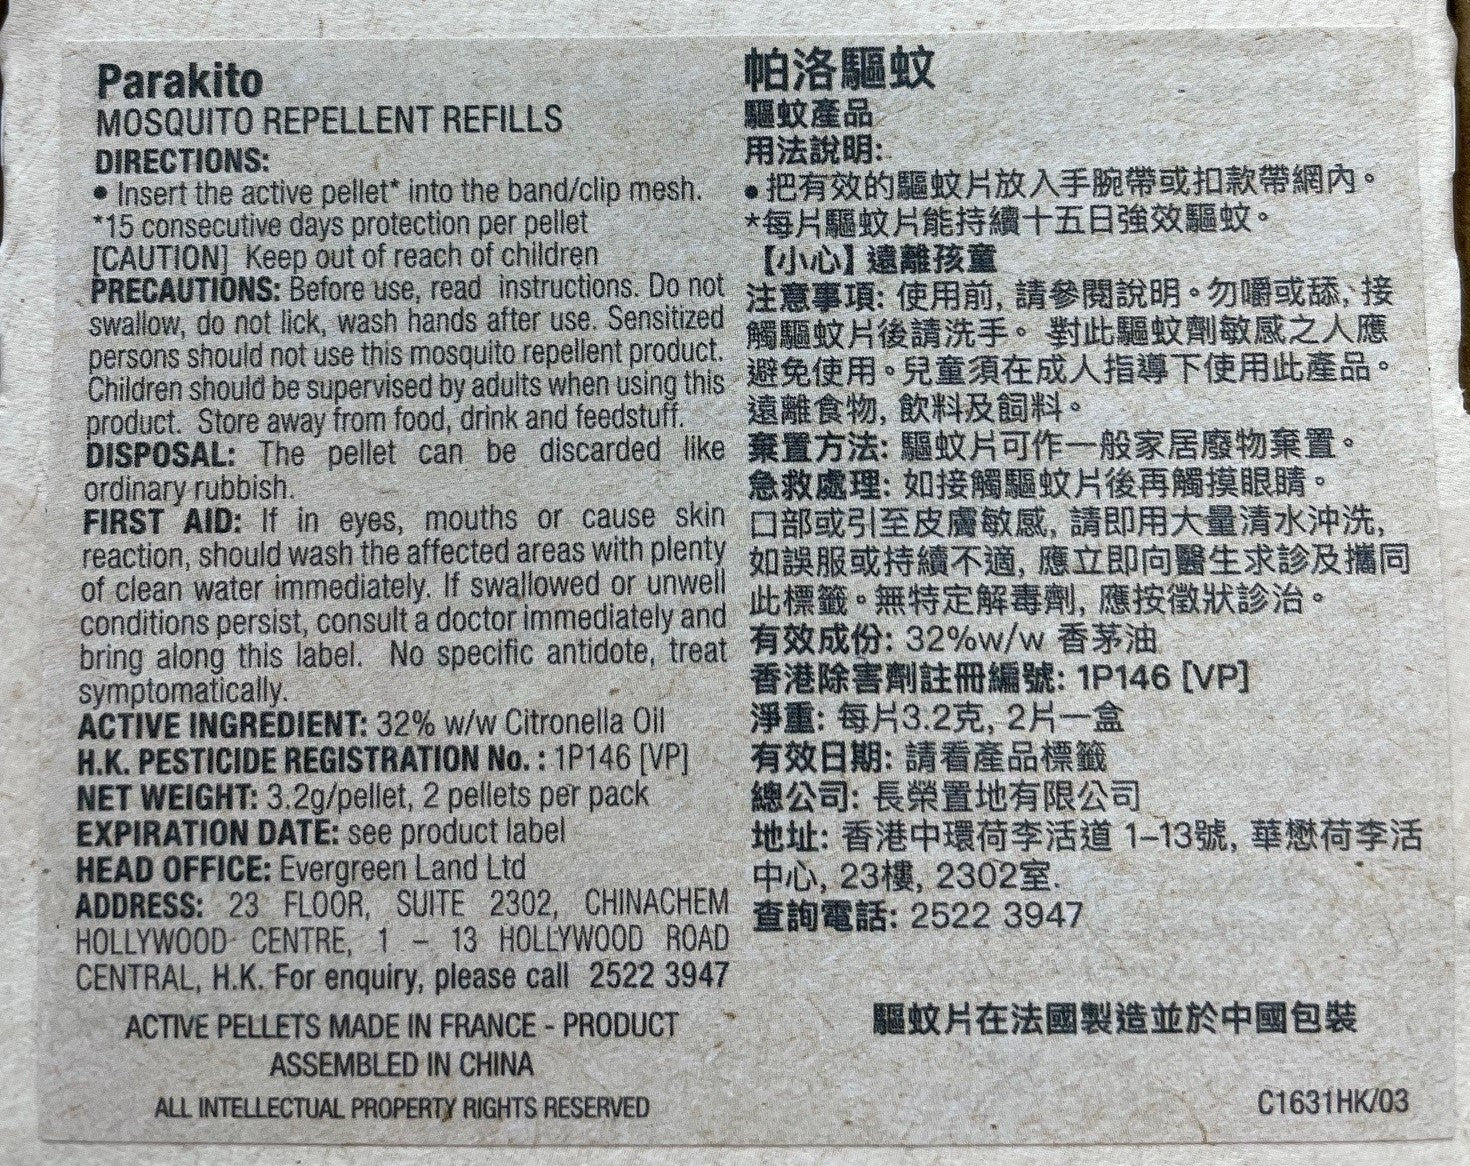 Parakito
MOSQUITO REPELLENT REFILLS
DIRECTIONS:
• Insert the active pellet* into the band/clip mesh.
*15 consecutive days protection per pellet
[CAUTION] Keep out of reach of children
PRECAUTIONS: Before use, read instructions. Do not
swallow, do not lick, wash hands after use. Sensitized
persons should not use this mosquito repellent product.
Children should be supervised by adults when using this
product. Store away from food, drink and feedstuff.
DISPOSAL: The pellet can be discarded like
ordinary rubbish.
FIRST AID: If in eyes, mouths or cause skin
reaction, should wash the affected areas with plenty
of clean water immediately. If swallowed or unwell
conditions persist, consult a doctor immediately and
bring along this label. No specific antidote, treat
symptomatically.
ACTIVE INGREDIENT: 32% w/w Citronella Oil
H.K. PESTICIDE REGISTRATION No. : 1P146 [VP]
NET WEIGHT: 3.2g/pellet, 2 pellets per pack
EXPIRATION DATE: see product label
HEAD OFFICE: Evergreen Land Ltd
ADDRESS: 23 FLOOR, SUITE 2302, CHINACHEM
HOLLYWOOD CENTRE, 1 – 13 HOLLYWOOD ROAD
CENTRAL, H.K. For enquiry, please call 2522 3947
ACTIVE PELLETS MADE IN FRANCE - PRODUCT
ASSEMBLED IN CHINA
ALL INTELLECTUAL PROPERTY RIGHTS RESERVED
帕洛驅蚊
驅蚊產品
用法說明:
• 把有效的驅蚊片放入手腕帶或扣款帶網內。
*每片驅蚊片能持續十五日強效驅蚊。
【小心】遠離孩童
注意事項: 使用前, 請參閱說明。勿嚼或舔、接
觸驅蚊片後請洗手。 對此驅蚊劑敏感之人應
避免使用。兒童須在成人指導下使用此產品。
遠離食物, 飲料及飼料。
棄置方法: 驅蚊片可作一般家居廢物棄置。
急救處理: 如接觸驅蚊片後再觸摸眼睛。
口部或引至皮膚敏感, 請即用大量清水沖洗,
如誤服或持續不適, 應立即向醫生求診及攜同
此標籤。無特定解毒劑, 應按徵狀診治。
有效成份: 32%w/w 香茅油
香港除害劑註冊編號: 1P146 [VP]
淨重: 每片3.2克, 2片一盒
有效日期: 請看產品標籤
總公司: 長榮置地有限公司
地址: 香港中環荷李活道 1–13號, 華懋荷李活
中心, 23樓, 2302室.
查詢電話: 2522 3947
驅蚊片在法國製造並於中國包裝
C1631HK/03